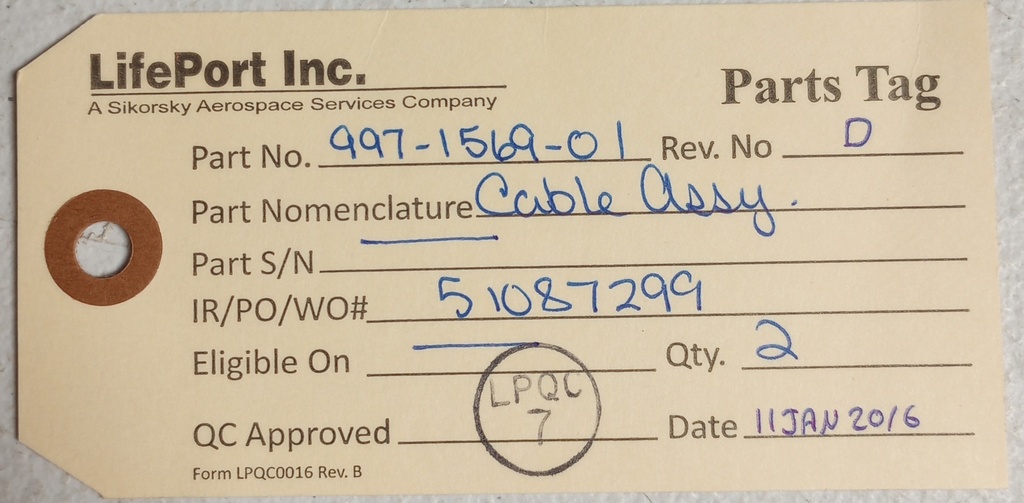 LifePort Inc.
A Sikorsky Aerospace Services Company
Parts Tag
Part No. 997-1569-01 Rev. No D
Part Nomenclature Cable Assy.
Part S/N
IR/PO/WO# 51087299
Eligible On Qty. 2
LPQC
7
QC Approved Date 11JAN2016
Form LPQC0016 Rev. B